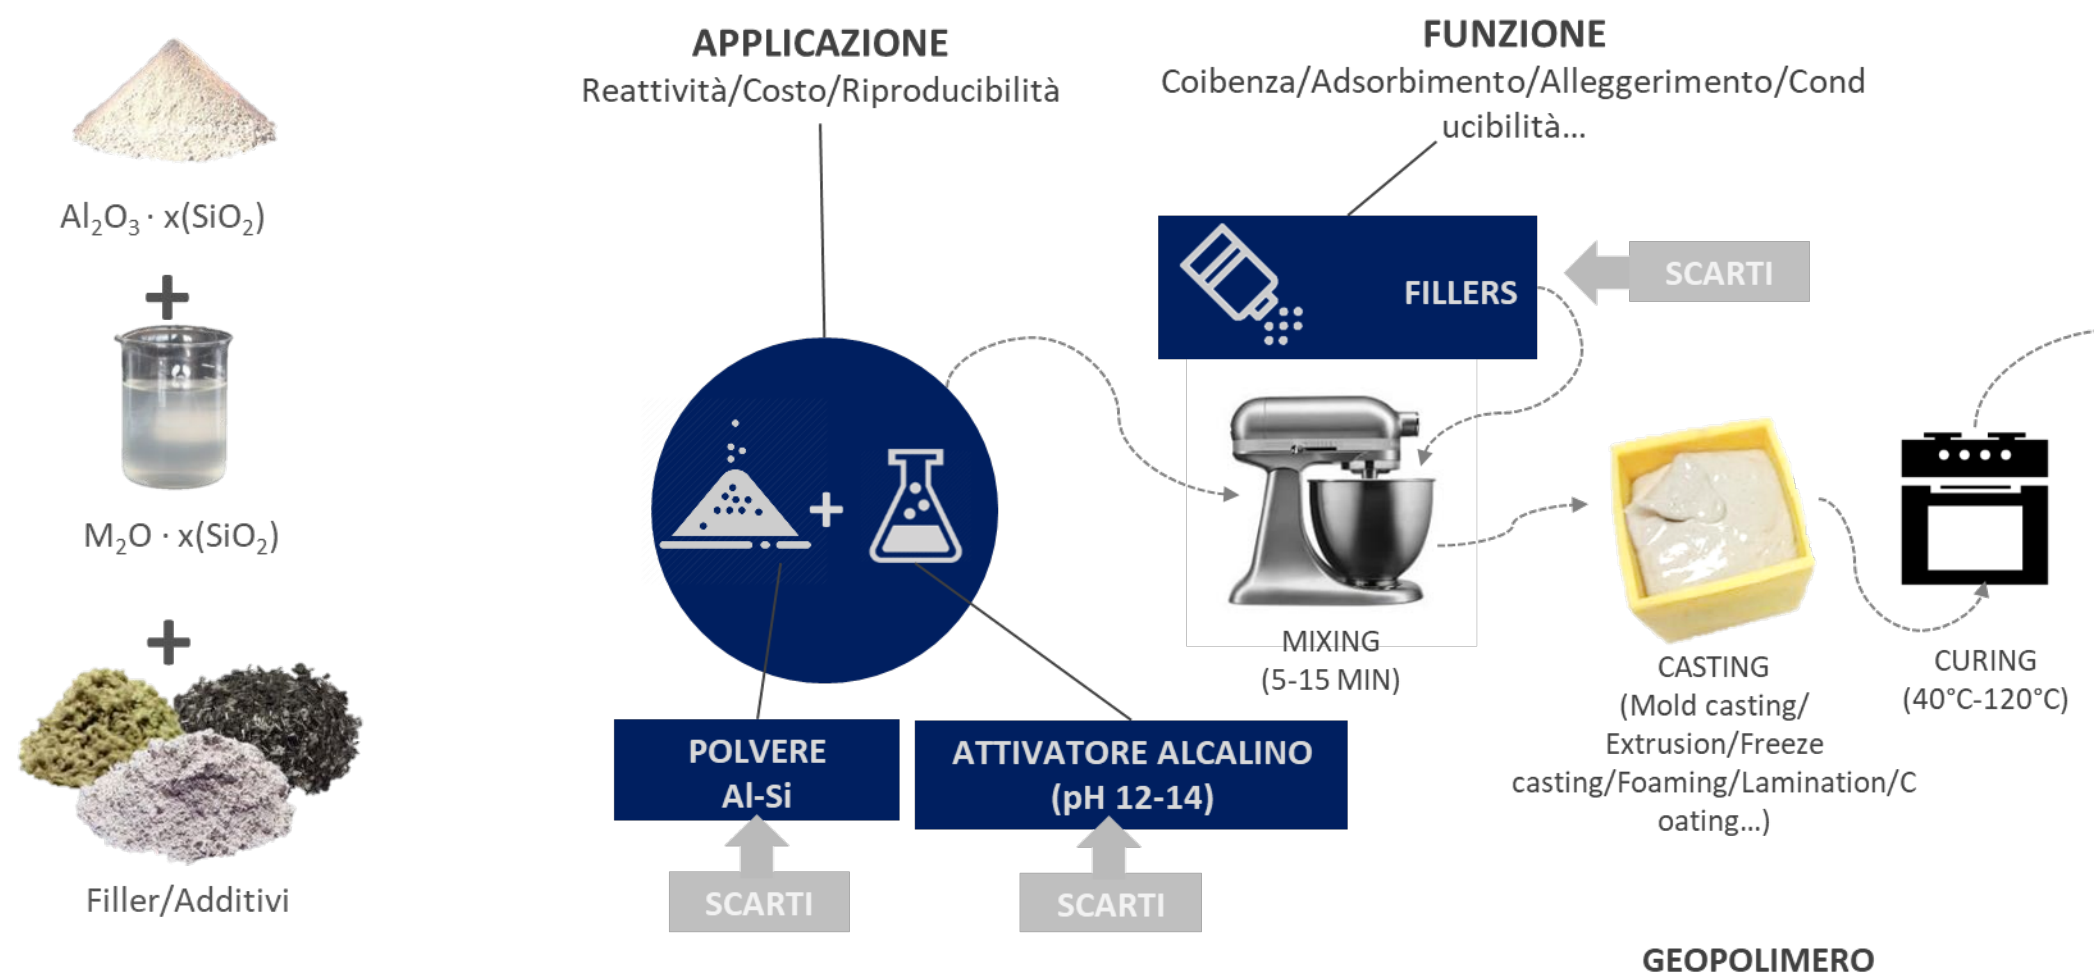 APPLICAZIONE
Reattività/Costo/Riproducibilità
FUNZIONE
Coibenza/Adsorbimento/Alleggerimento/Cond
ucibilità...
Al₂O₃ · x(SiO₂)
+
M₂O · x(SiO₂)
+
Filler/Additivi
FILLERS
SCARTI
+
POLVERE
Al-Si
SCARTI
ATTIVATORE ALCALINO
(pH 12-14)
SCARTI
MIXING
(5-15 MIN)
CASTING
(Mold casting/
Extrusion/Freeze
casting/Foaming/Lamination/C
oating...)
CURING
(40°C-120°C)
GEOPOLIMERO